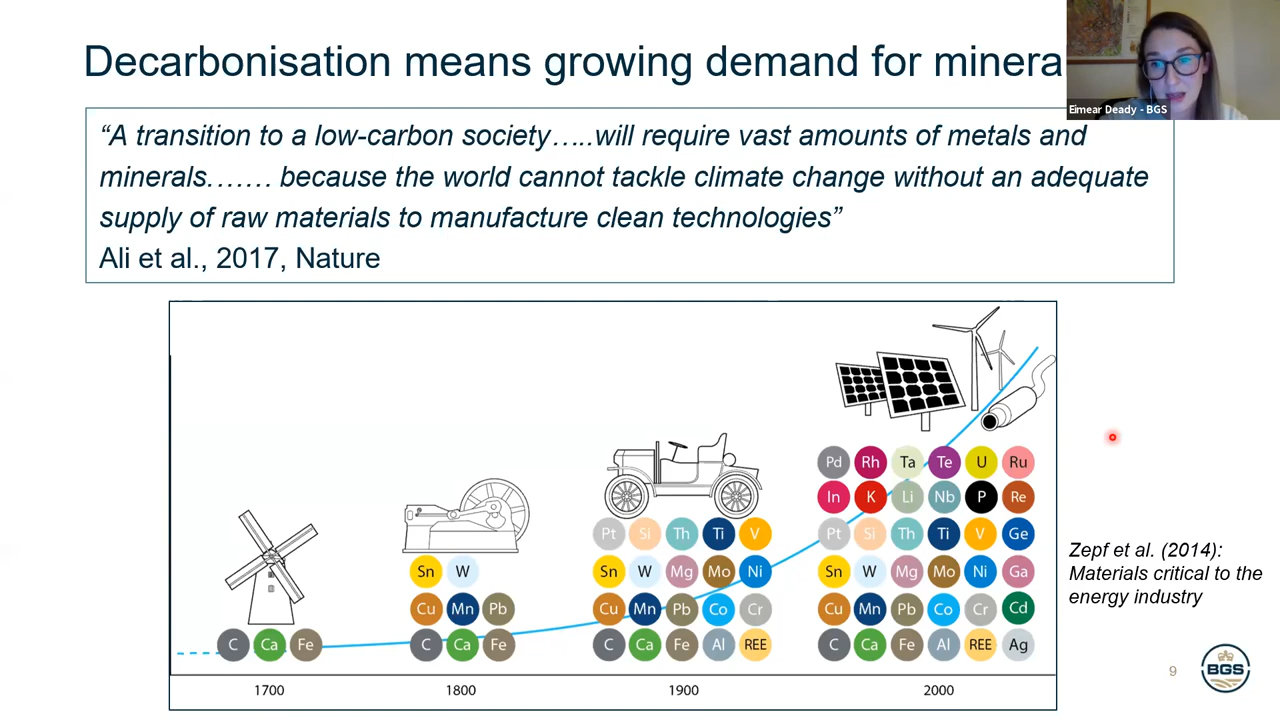 Decarbonisation means growing demand for minera
Eimear Deady - BGS
“A transition to a low-carbon society…..will require vast amounts of metals and
minerals.…… because the world cannot tackle climate change without an adequate
supply of raw materials to manufacture clean technologies”
Ali et al., 2017, Nature
Pd Rh Ta Te U Ru
In K Li Nb P Re
Pt Si Th Ti V
Pt Si Th Ti V Ge
Sn W
Sn W Mg Mo Ni
Sn W Mg Mo Ni Ga
Cu Mn Pb
Cu Mn Pb Co Cr
Cu Mn Pb Co Cr Cd
C Ca Fe
C Ca Fe
C Ca Fe Al REE
C Ca Fe Al REE Ag
1700 1800 1900 2000
Zepf et al. (2014):
Materials critical to the
energy industry
9
BGS